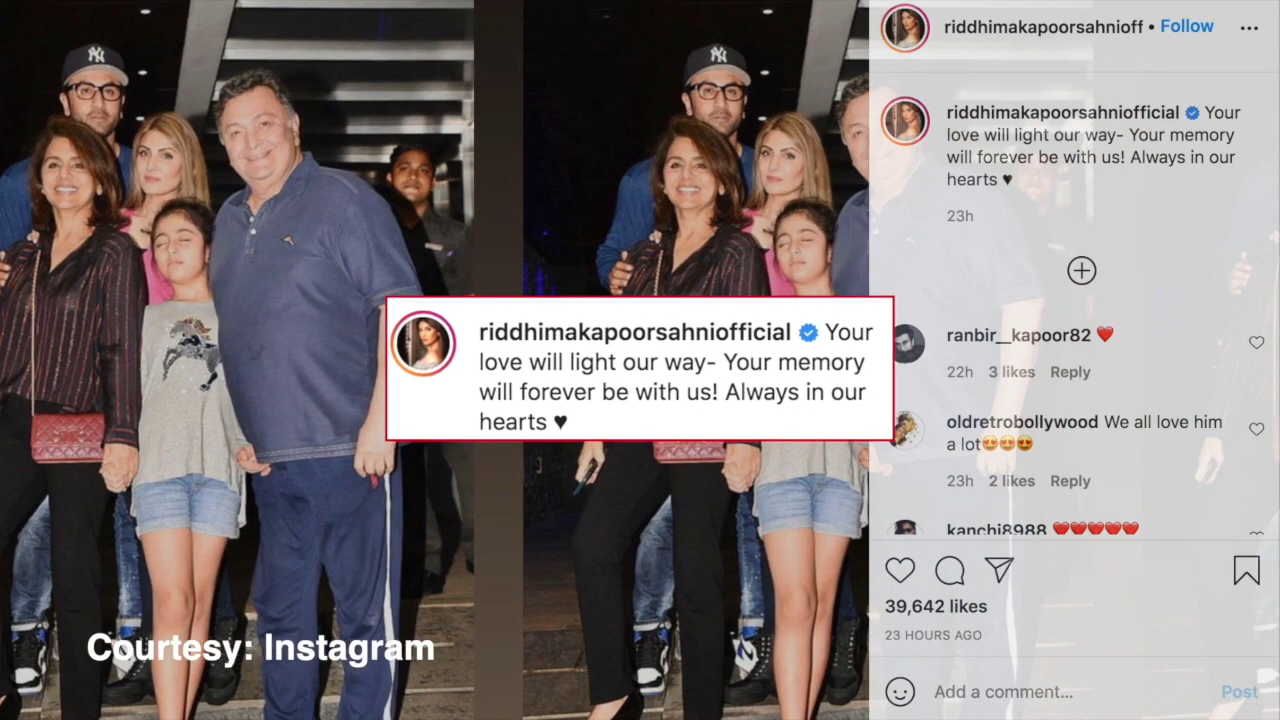 riddhimakapoorsahnioff • Follow ...
riddhimakapoorsahniofficial Your
love will light our way- Your memory
will forever be with us! Always in our
hearts ♥
23h
ranbir__kapoor82 ❤️
22h 3 likes Reply
oldretrobollywood We all love him
a lot😍😍😍
23h 2 likes Reply
kanchi8988 ❤️❤️❤️❤️❤️
39,642 likes
23 HOURS AGO
Add a comment... Post
riddhimakapoorsahniofficial Your
love will light our way- Your memory
will forever be with us! Always in our
hearts ♥
Courtesy: Instagram
NY
NY